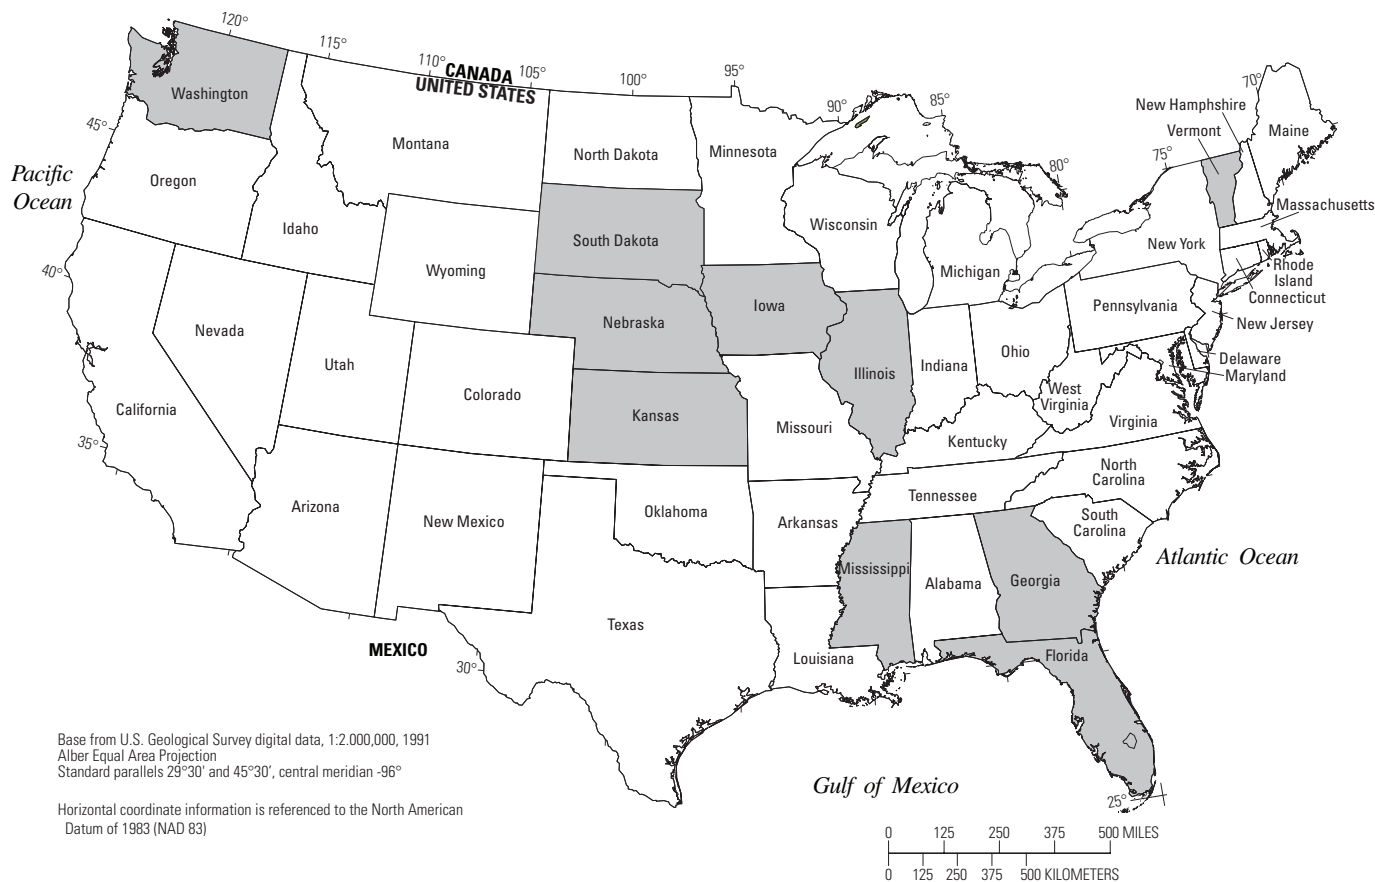 120°
115°
110°
CANADA
105°
UNITED STATES
100°
95°
90°
85°
80°
75°
70°
45°
40°
35°
30°
25°
Pacific
Ocean
Washington
Oregon
Idaho
Montana
North Dakota
Minnesota
South Dakota
Wyoming
Wisconsin
Michigan
New Hamphshire
Vermont
Maine
Massachusetts
New York
Rhode
Island
Connecticut
Pennsylvania
New Jersey
Delaware
Maryland
Nevada
Utah
Colorado
California
Nebraska
Iowa
Illinois
Indiana
Ohio
West
Virginia
Virginia
Kansas
Missouri
Kentucky
North
Carolina
Tennessee
South
Carolina
Arizona
New Mexico
Oklahoma
Arkansas
Mississippi
Alabama
Georgia
Atlantic Ocean
Texas
Louisiana
Florida
MEXICO
Gulf of Mexico
Base from U.S. Geological Survey digital data, 1:2.000,000, 1991
Alber Equal Area Projection
Standard parallels 29°30' and 45°30', central meridian -96°
Horizontal coordinate information is referenced to the North American
Datum of 1983 (NAD 83)
0 125 250 375 500 MILES
0 125 250 375 500 KILOMETERS